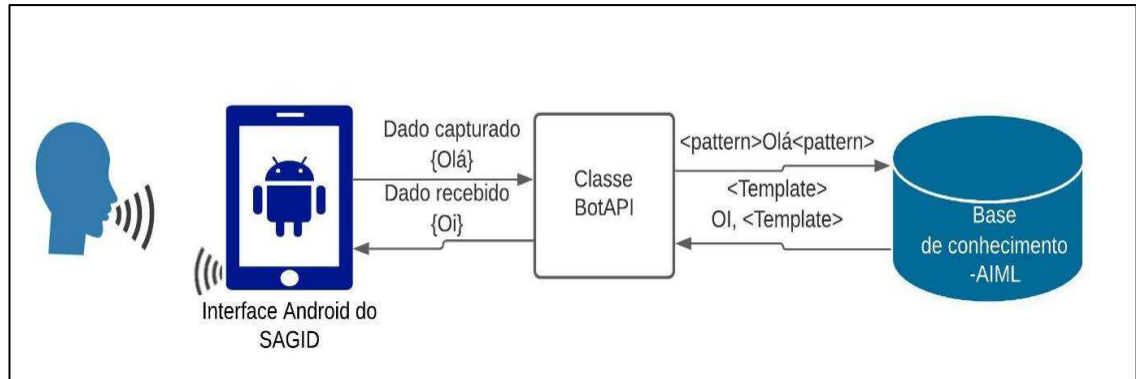 Dado capturado
{Olá}
Dado recebido
{Oi}
Interface Android do
SAGID
Classe
BotAPI
<pattern>Olá<pattern>
<Template>
OI, <Template>
Base
de conhecimento
-AIML